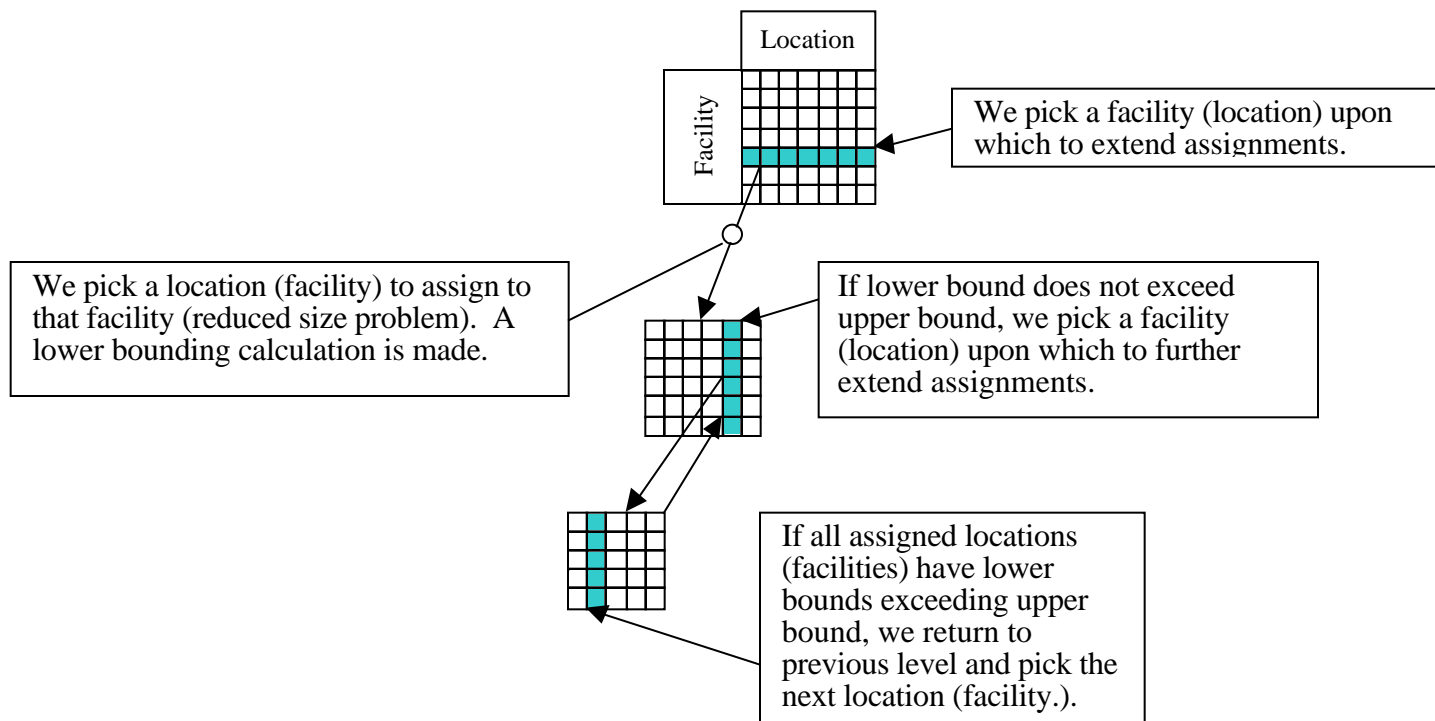 Location
Facility
We pick a facility (location) upon
which to extend assignments.
We pick a location (facility) to assign to
that facility (reduced size problem).  A
lower bounding calculation is made.
If lower bound does not exceed
upper bound, we pick a facility
(location) upon which to further
extend assignments.
If all assigned locations
(facilities) have lower
bounds exceeding upper
bound, we return to
previous level and pick the
next location (facility.).